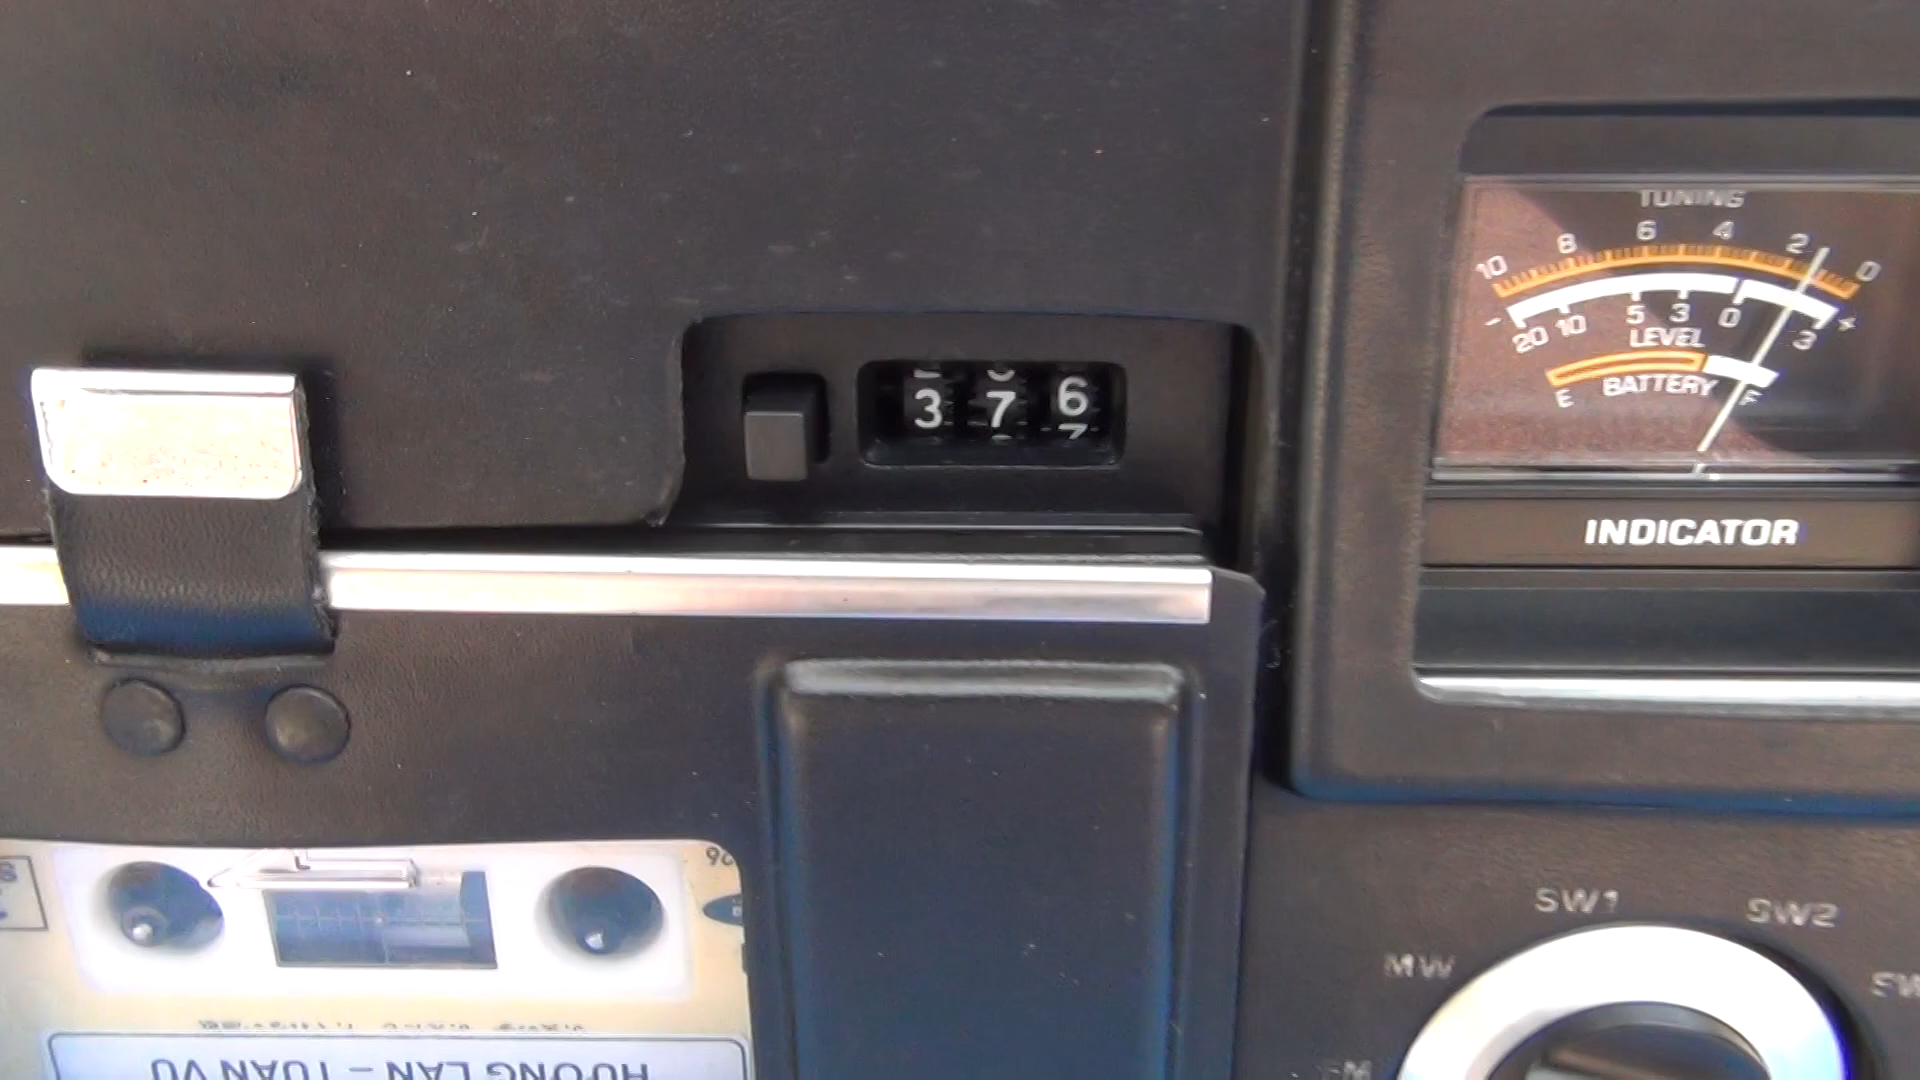 TUNING
10 8 6 4 2 0
- 20 10 5 3 0 3 +
LEVEL
E BATTERY F
3 7 6
7
INDICATOR
SW1 SW2
MW
HƯƠNG LAN - TUẤN VŨ